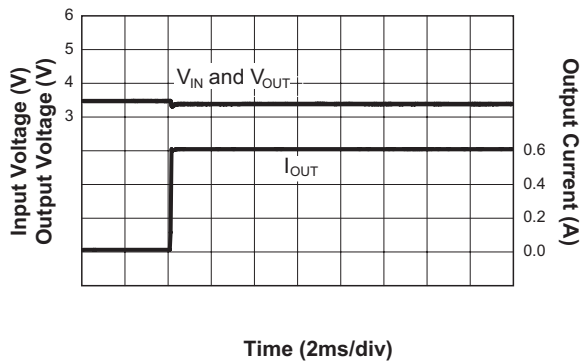 6
5
4
3
Input Voltage (V)
Output Voltage (V)
V_IN and V_OUT
I_OUT
0.6
0.4
0.2
0.0
Output Current (A)
Time (2ms/div)